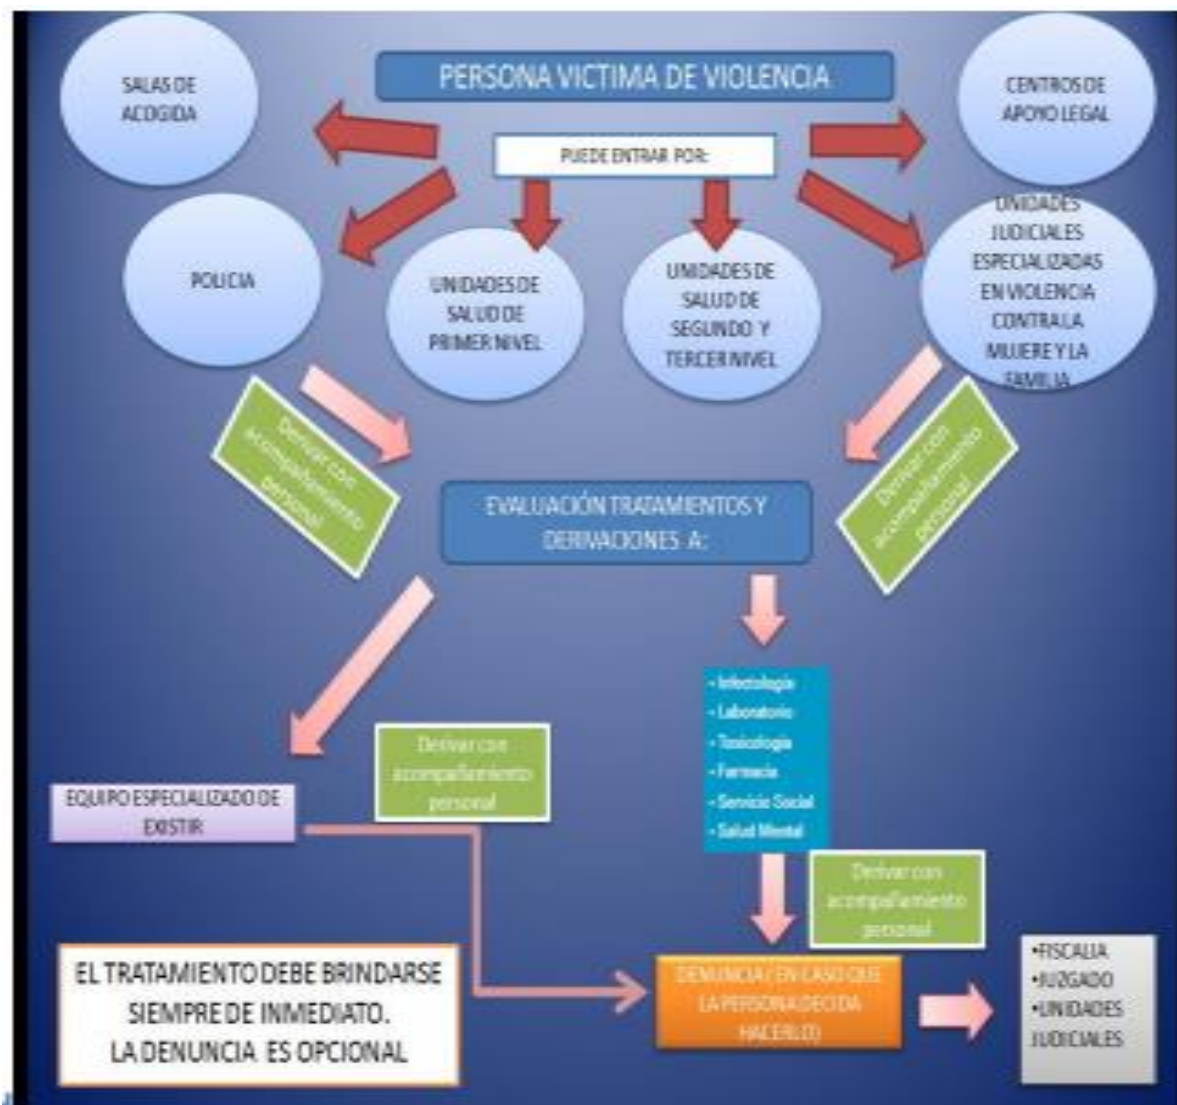 PERSONA VICTIMA DE VIOLENCIA
PUEDE ENTRAR POR:
SALAS DE
ACOGIDA
CENTROS DE
APOYO LEGAL
POLICIA
UNIDADES DE
SALUD DE
PRIMER NIVEL
UNIDADES DE
SALUD DE
SEGUNDO Y
TERCER NIVEL
UNIDADES
JUDICIALES
ESPECIALIZADAS
EN VIOLENCIA
CONTRA LA
MUJERE Y LA
FAMILIA
Derivar con
acompañamiento
personal
Derivar con
acompañamiento
personal
EVALUACIÓN TRATAMIENTOS Y
DERIVACIONES A:
• Infectología
• Laboratorio
• Toxicología
• Farmacia
• Servicio Social
• Salud Mental
Derivar con
acompañamiento
personal
EQUIPO ESPECIALIZADO DE
EXISTIR
Derivar con
acompañamiento
personal
EL TRATAMIENTO DEBE BRINDARSE
SIEMPRE DE INMEDIATO.
LA DENUNCIA ES OPCIONAL
DENUNCIA ( EN CASO QUE
LA PERSONA DECIDA
HACERLO)
•FISCALIA
•JUZGADO
•UNIDADES
JUDICIALES